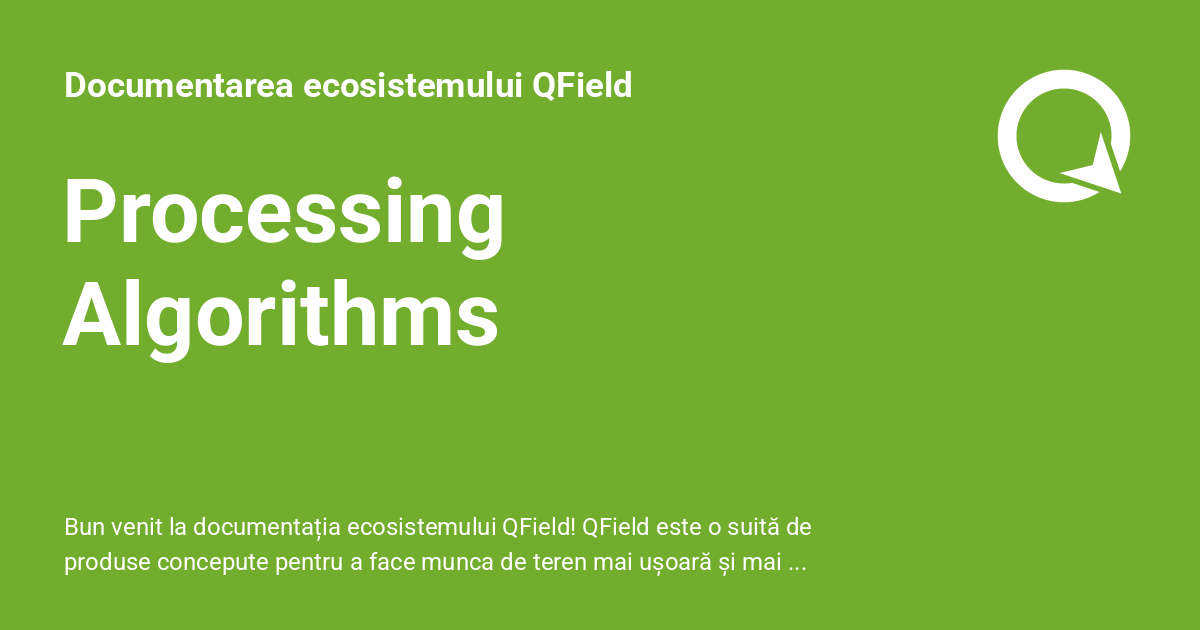 Documentarea ecosistemului QField
Processing
Algorithms
Bun venit la documentația ecosistemului QField! QField este o suită de
produse concepute pentru a face munca de teren mai ușoară și mai ...